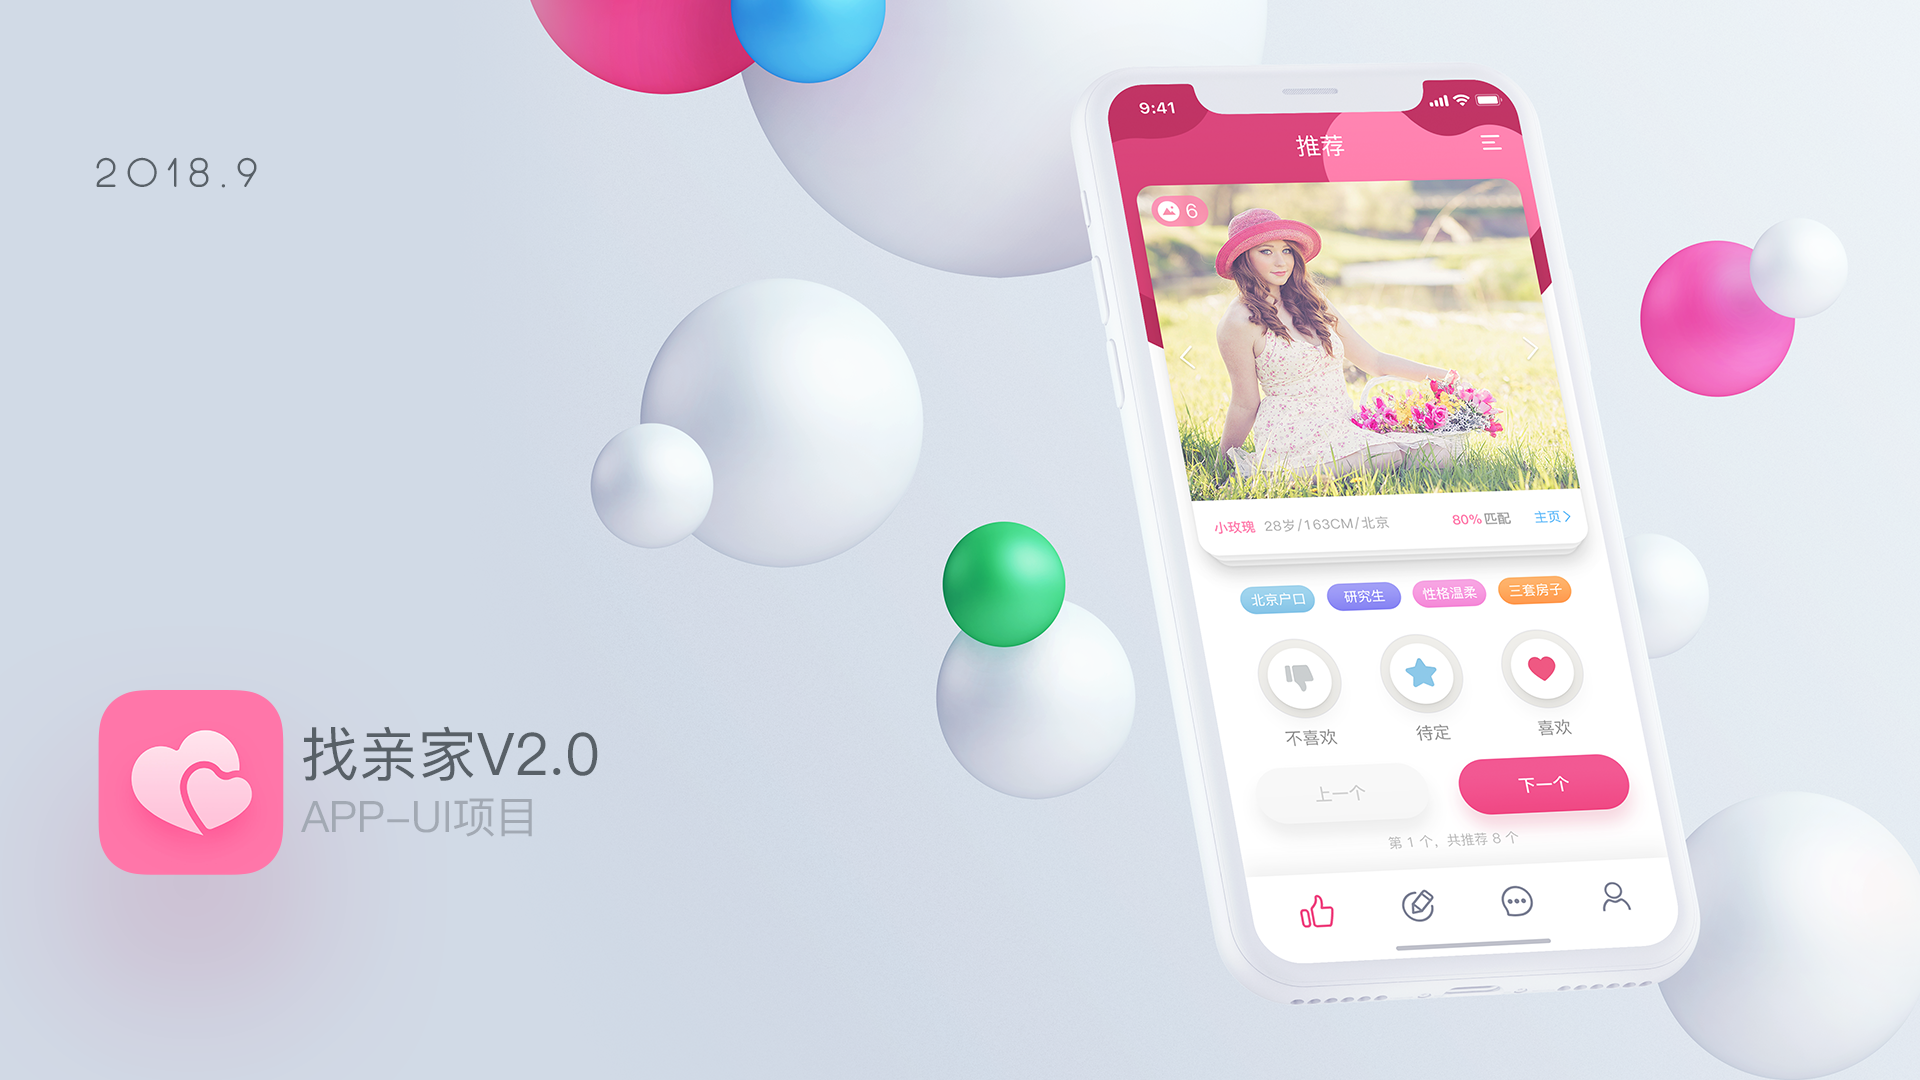 2018.9
找亲家V2.0
APP-UI项目
9:41
推荐
6
小玫瑰 28岁/163CM/北京 80%匹配 主页
北京户口 研究生 性格温柔 三套房子
不喜欢 待定 喜欢
上一个 下一个
第 1 个，共推荐 8 个